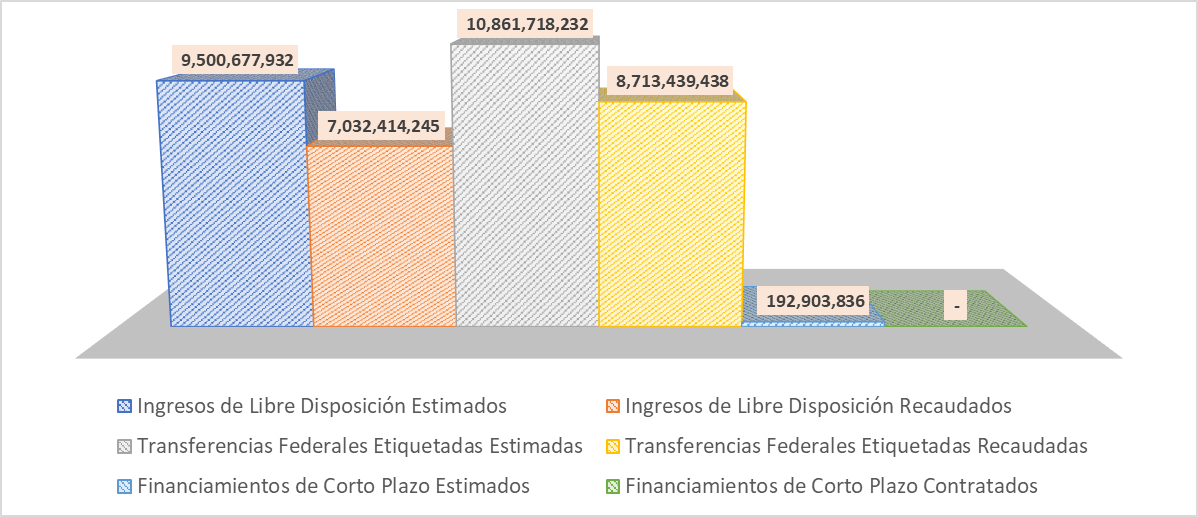 10,861,718,232
9,500,677,932
8,713,439,438
7,032,414,245
192,903,836
-
Ingresos de Libre Disposición Estimados
Ingresos de Libre Disposición Recaudados
Transferencias Federales Etiquetadas Estimadas
Transferencias Federales Etiquetadas Recaudadas
Financiamientos de Corto Plazo Estimados
Financiamientos de Corto Plazo Contratados